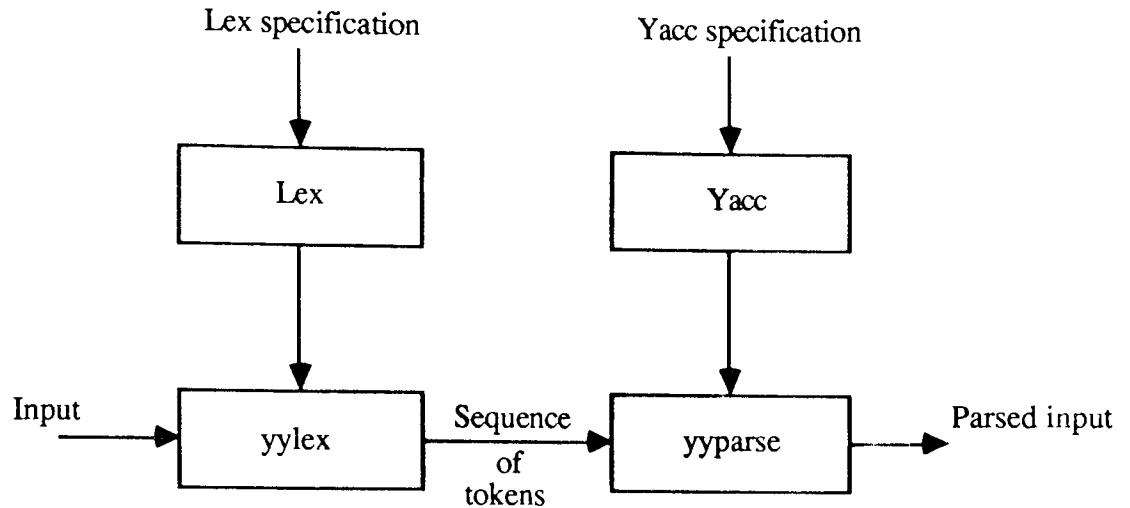 Lex specification
Yacc specification
Lex
Yacc
Input
yylex
Sequence
of
tokens
yyparse
Parsed input